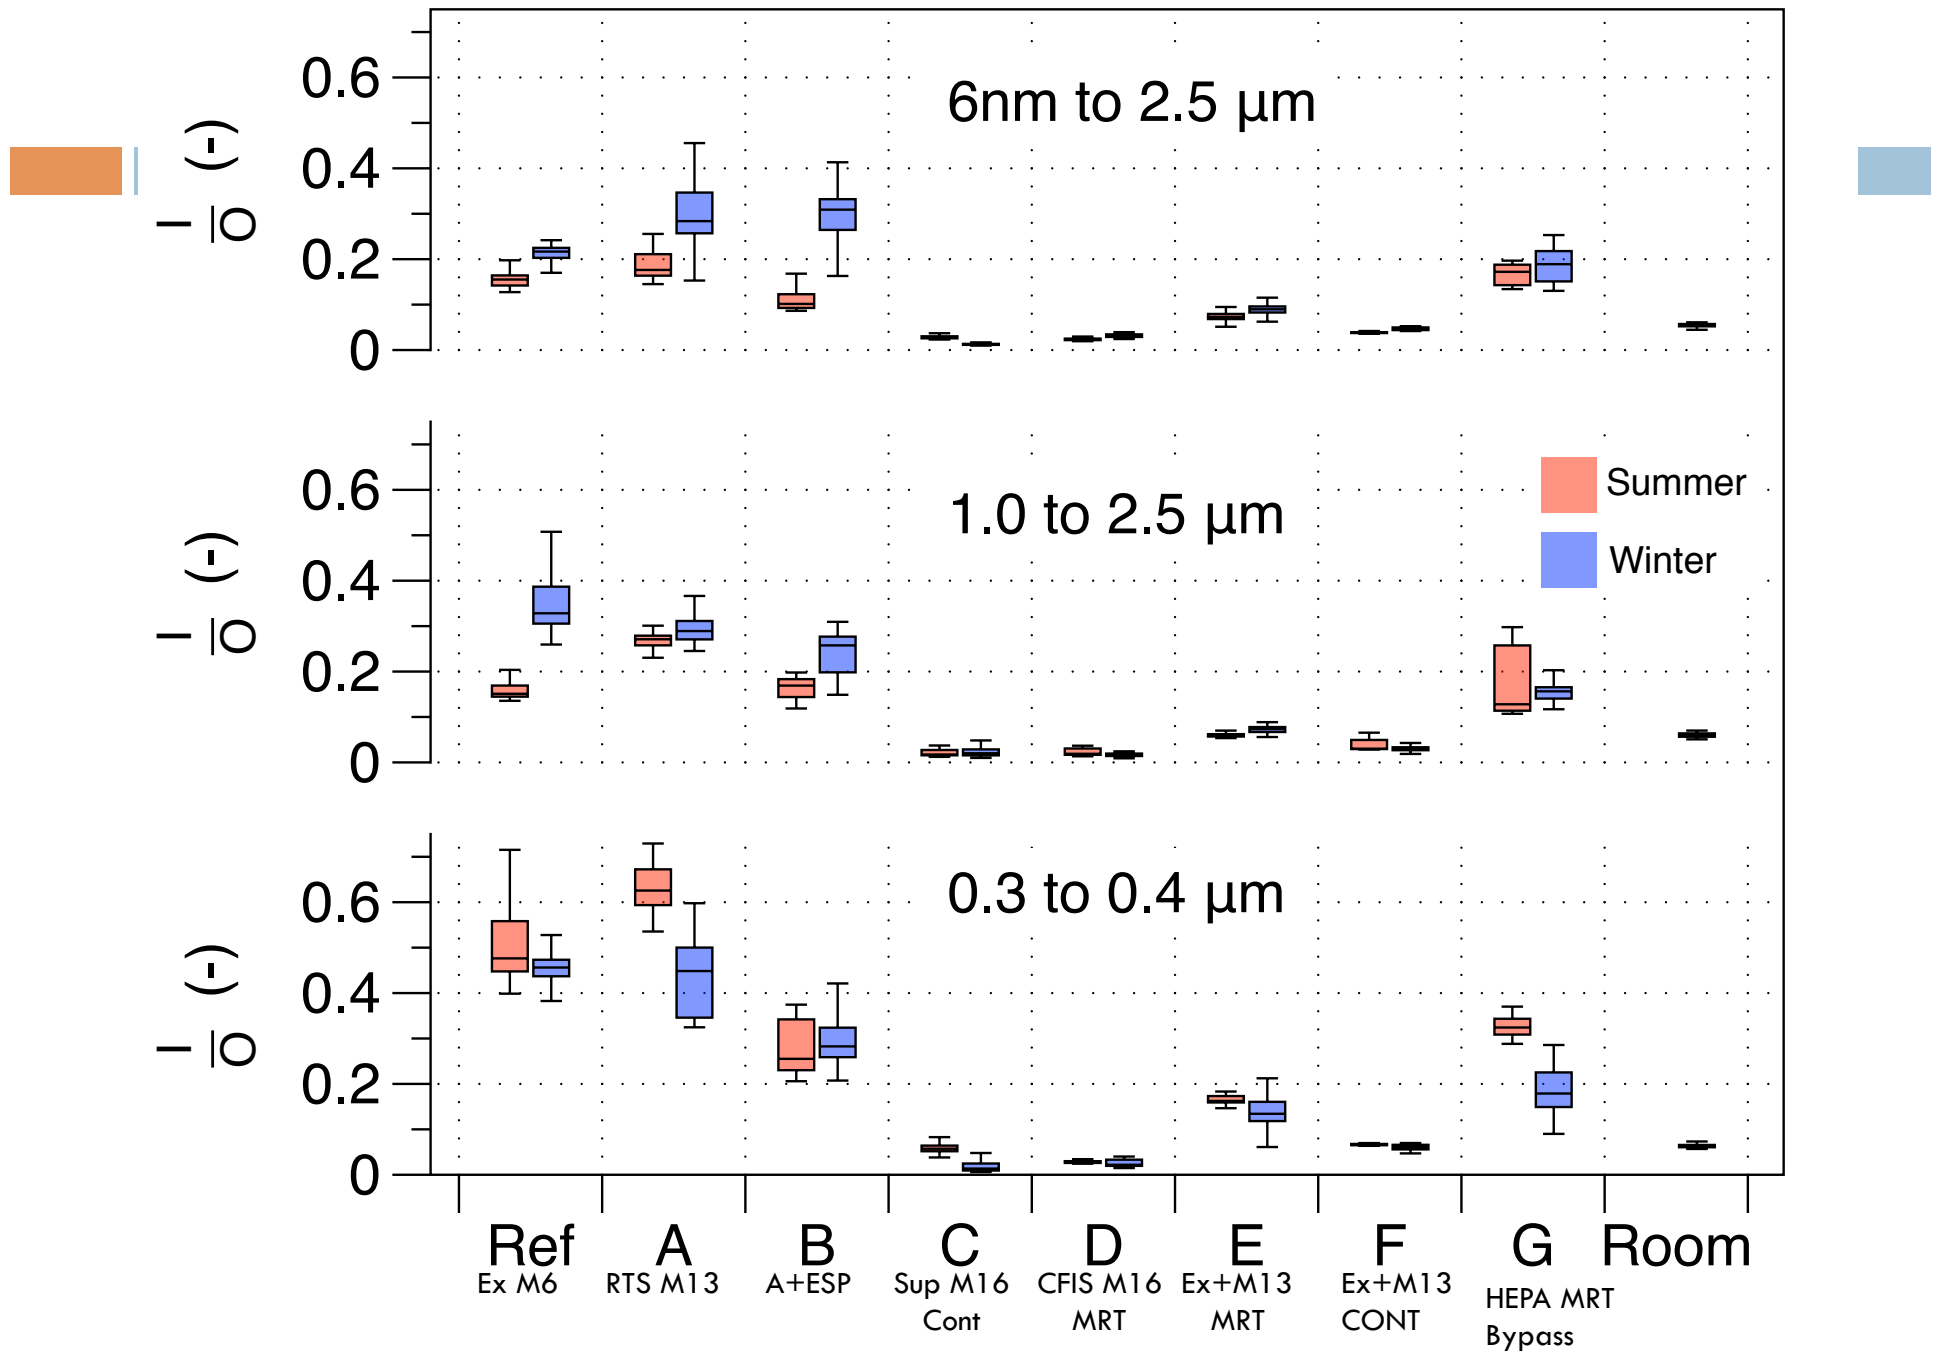 6nm to 2.5 μm
0.6
0.4
0.2
0
I
O
(-)
1.0 to 2.5 μm
Summer
Winter
0.6
0.4
0.2
0
I
O
(-)
0.3 to 0.4 μm
0.6
0.4
0.2
0
I
O
(-)
Ref A B C D E F G Room
Ex M6 RTS M13 A+ESP Sup M16 CFIS M16 Ex+M13 Ex+M13 HEPA MRT
Cont MRT MRT CONT Bypass